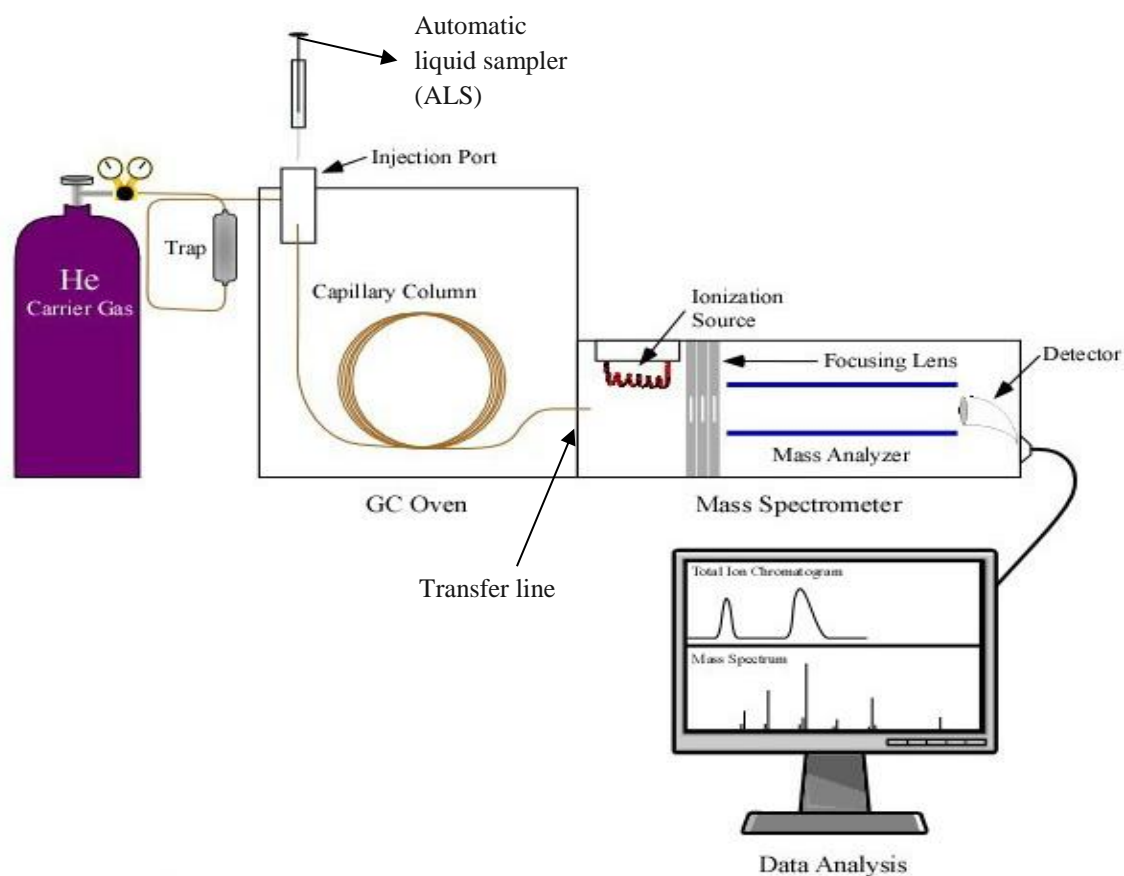 Automatic
liquid sampler
(ALS)
Injection Port
Trap
He
Carrier Gas
Capillary Column
Ionization
Source
Focusing Lens
Detector
Mass Analyzer
GC Oven
Mass Spectrometer
Transfer line
Total Ion Chromatogram
Mass Spectrum
Data Analysis